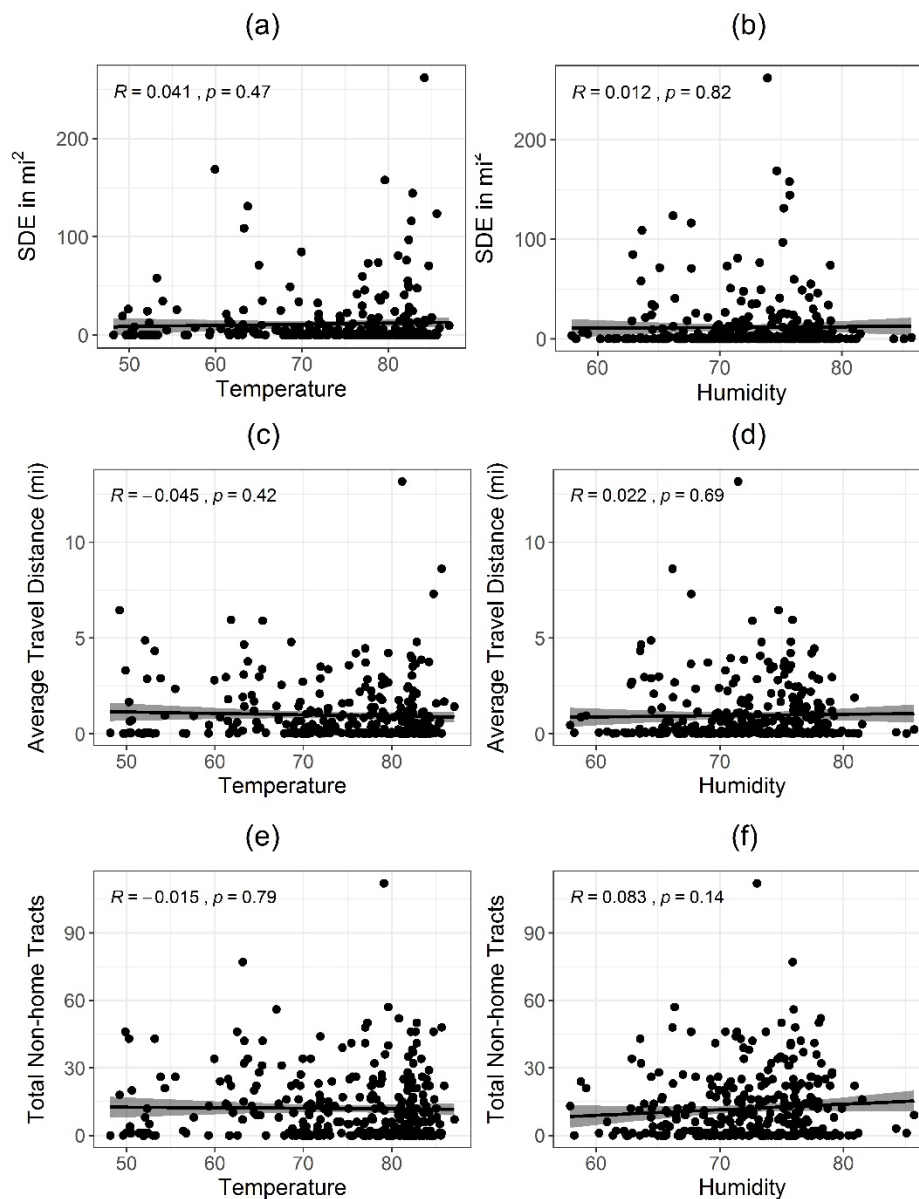 (a) (b)
R = 0.041 , p = 0.47
R = 0.012 , p = 0.82
SDE in mi²
200
100
0
50 60 70 80
Temperature
SDE in mi²
200
100
0
60 70 80
Humidity
(c) (d)
R = −0.045 , p = 0.42
R = 0.022 , p = 0.69
Average Travel Distance (mi)
10
5
0
50 60 70 80
Temperature
Average Travel Distance (mi)
10
5
0
60 70 80
Humidity
(e) (f)
R = −0.015 , p = 0.79
R = 0.083 , p = 0.14
Total Non-home Tracts
90
60
30
0
50 60 70 80
Temperature
Total Non-home Tracts
90
60
30
0
60 70 80
Humidity